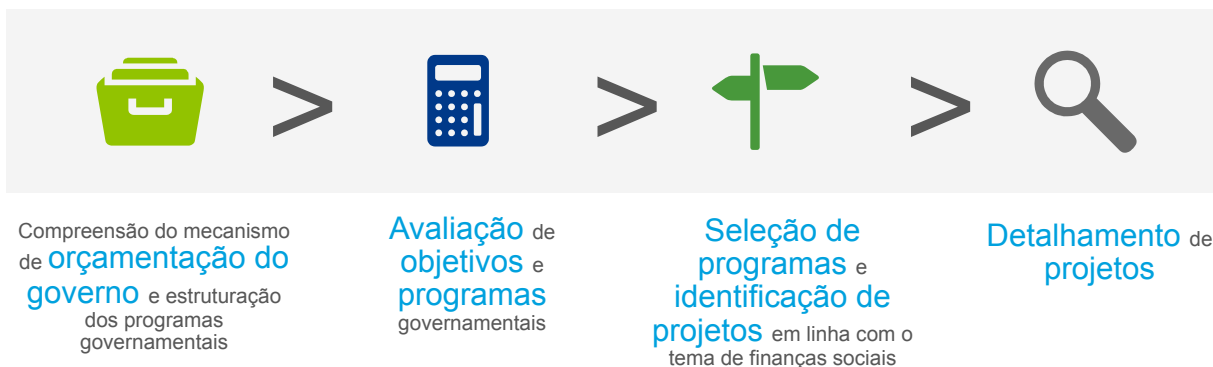 Compreensão do mecanismo
de orçamentação do
governo e estruturação
dos programas
governamentais
Avaliação de
objetivos e
programas
governamentais
Seleção de
programas e
identificação de
projetos em linha com o
tema de finanças sociais
Detalhamento de
projetos